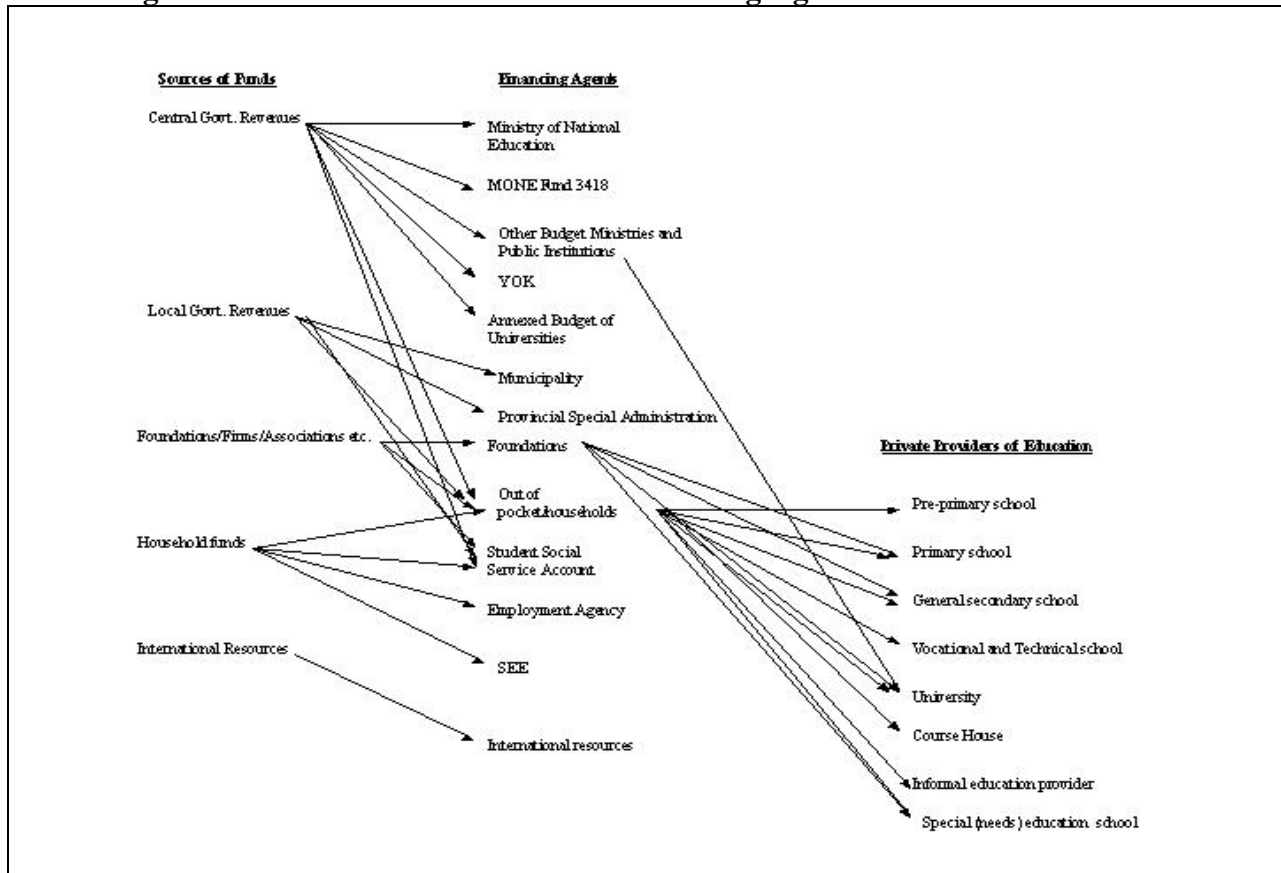 Sources of Funds
Financing Agents
Central Govt. Revenues
Ministry of National
Education
MONE Fund 3418
Other Budget Ministries and
Public Institutions
YOK
Local Govt. Revenues
Annexed Budget of
Universities
Municipality
Provincial Special Administration
Foundations/Firms/Associations etc.
Foundations
Private Providers of Education
Out of
pocket/households
Pre-primary school
Household funds
Student Social
Service Account
Primary school
General secondary school
Employment Agency
International Resources
Vocational and Technical school
SEE
University
Course House
International resources
Informal education provider
Special (needs) education school